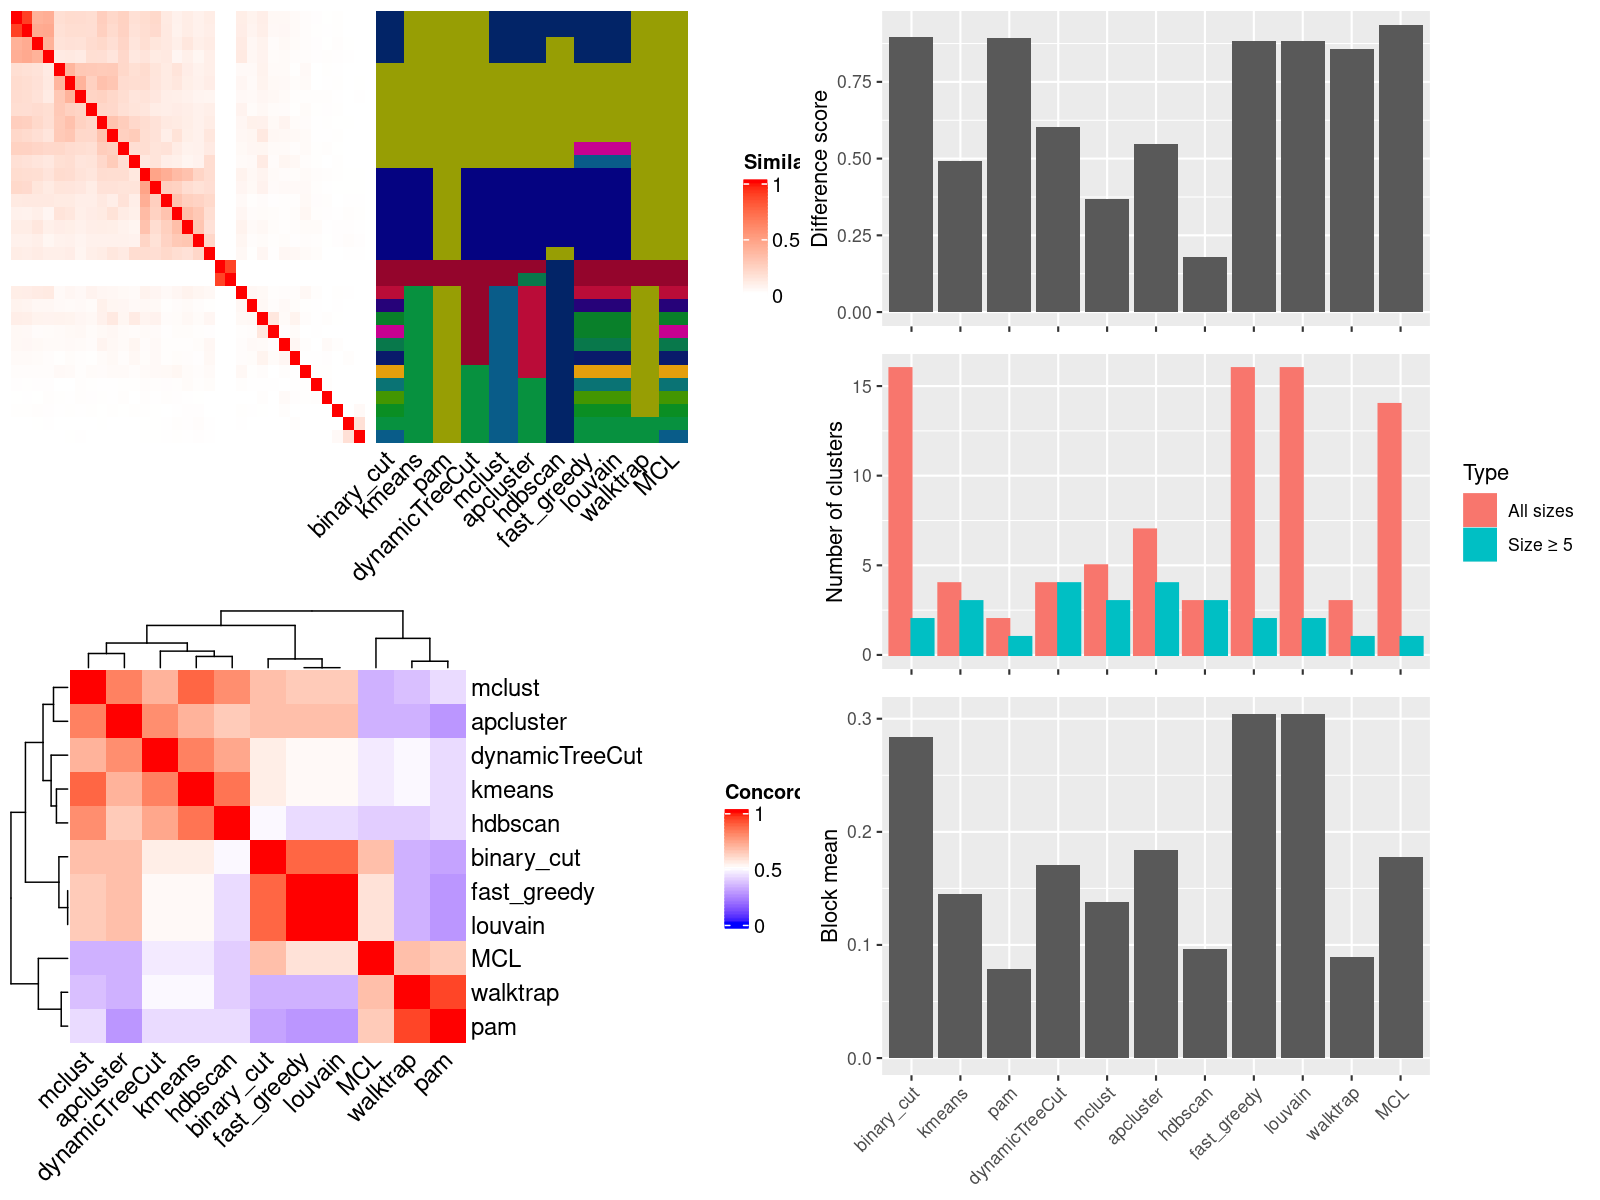 Simila
1
0.5
0
binary_cut
kmeans
pam
dynamicTreeCut
mclust
apcluster
hdbscan
fast_greedy
louvain
walktrap
MCL
mclust
apcluster
dynamicTreeCut
kmeans
hdbscan
binary_cut
fast_greedy
louvain
MCL
walktrap
pam
Concord
1
0.5
0
mclust
apcluster
dynamicTreeCut
kmeans
hdbscan
binary_cut
fast_greedy
louvain
MCL
walktrap
pam
Difference score
0.75
0.50
0.25
0.00
Number of clusters
15
10
5
0
Type
All sizes
Size ≥ 5
Block mean
0.3
0.2
0.1
0.0
binary_cut
kmeans
pam
dynamicTreeCut
mclust
apcluster
hdbscan
fast_greedy
louvain
walktrap
MCL